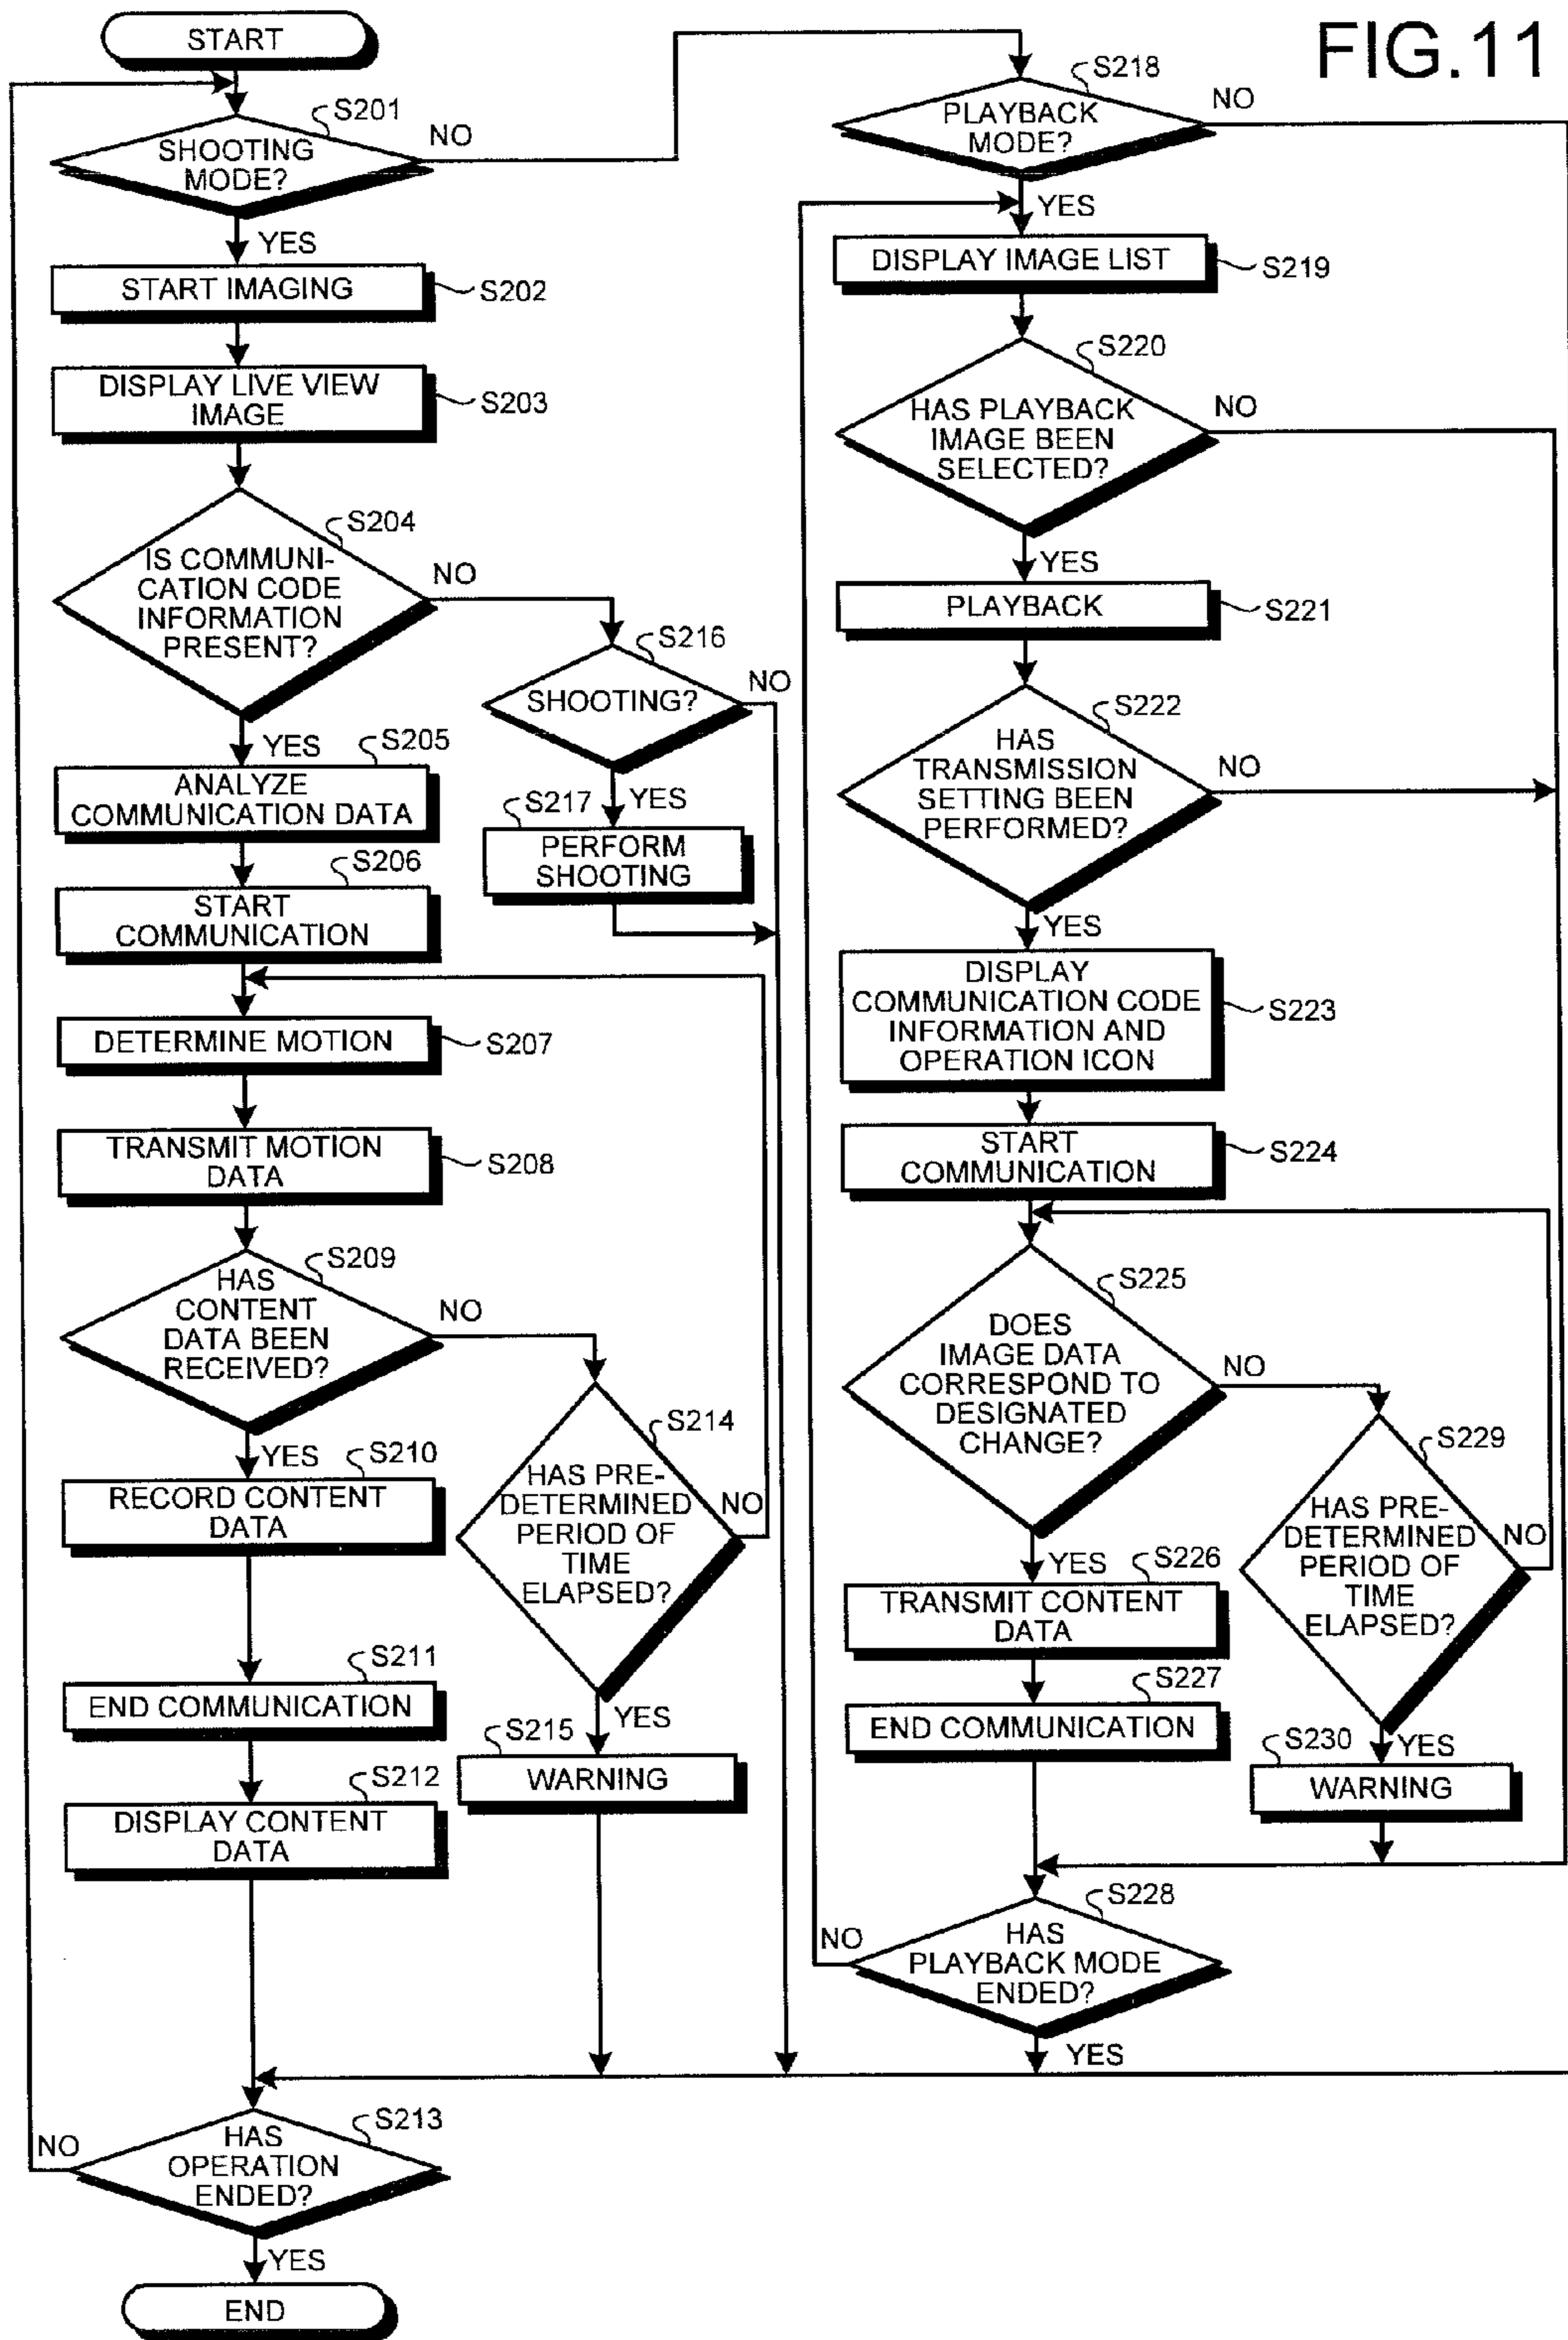 FIG.11
START
S201
SHOOTING
MODE?
NO
YES
START IMAGING
S202
DISPLAY LIVE VIEW
IMAGE
S203
S204
IS COMMUNI-
CATION CODE
INFORMATION
PRESENT?
NO
YES
S205
ANALYZE
COMMUNICATION DATA
S206
START
COMMUNICATION
DETERMINE MOTION
S207
TRANSMIT MOTION
DATA
S208
S209
HAS
CONTENT
DATA BEEN
RECEIVED?
NO
YES
S210
RECORD CONTENT
DATA
S211
END COMMUNICATION
S212
DISPLAY CONTENT
DATA
S213
HAS
OPERATION
ENDED?
NO
YES
END
S216
SHOOTING?
NO
YES
S217
PERFORM
SHOOTING
S214
HAS PRE-
DETERMINED
PERIOD OF
TIME
ELAPSED?
NO
YES
S215
WARNING
S218
PLAYBACK
MODE?
NO
YES
DISPLAY IMAGE LIST
S219
S220
HAS PLAYBACK
IMAGE BEEN
SELECTED?
NO
YES
PLAYBACK
S221
S222
HAS
TRANSMISSION
SETTING BEEN
PERFORMED?
NO
YES
DISPLAY
COMMUNICATION CODE
INFORMATION AND
OPERATION ICON
S223
START
COMMUNICATION
S224
S225
DOES
IMAGE DATA
CORRESPOND TO
DESIGNATED
CHANGE?
NO
YES
S226
TRANSMIT CONTENT
DATA
S227
END COMMUNICATION
S228
HAS
PLAYBACK MODE
ENDED?
NO
YES
S229
HAS PRE-
DETERMINED
PERIOD OF
TIME
ELAPSED?
NO
YES
S230
WARNING